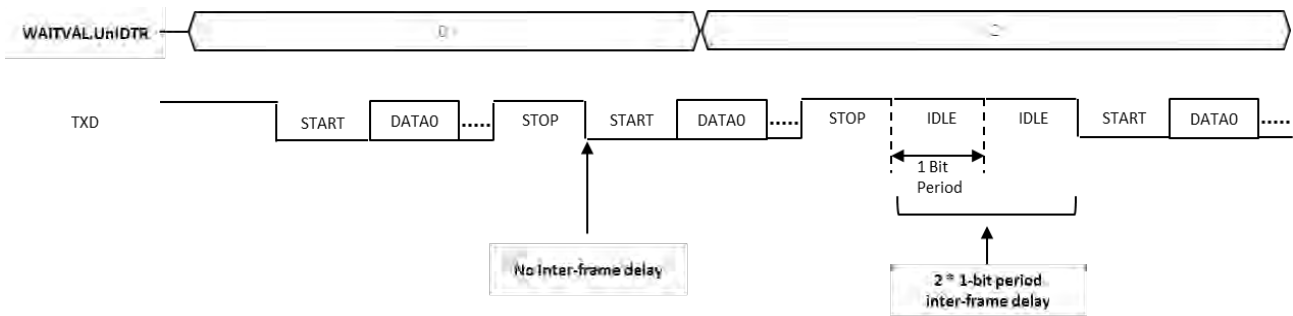 WAITVAL.UnIDTR
TXD
START DATA0 ..... STOP START DATA0 ..... STOP IDLE IDLE START DATA0 .....
1 Bit
Period
No Inter-frame delay
2 * 1-bit period
inter-frame delay